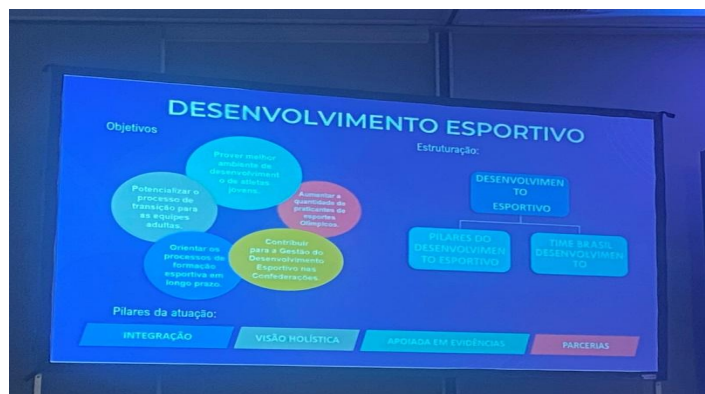 DESENVOLVIMENTO ESPORTIVO
Objetivos
Prover melhor
ambiente de
desenvolviment
o de atletas
jovens.
Potencializar o
processo de
transição para
as equipes
adultas.
Aumentar a
quantidade de
praticantes de
esportes
Olímpicos.
Orientar os
processos de
formação
esportiva em
longo prazo.
Contribuir
para a Gestão do
Desenvolvimento
Esportivo nas
Confederações.
Estruturação:
DESENVOLVIMEN
TO
ESPORTIVO
PILARES DO
DESENVOLVIMEN
TO ESPORTIVO
TIME BRASIL
DESENVOLVIMEN
TO
Pilares da atuação:
INTEGRAÇÃO
VISÃO HOLÍSTICA
APOIADA EM EVIDÊNCIAS
PARCERIAS